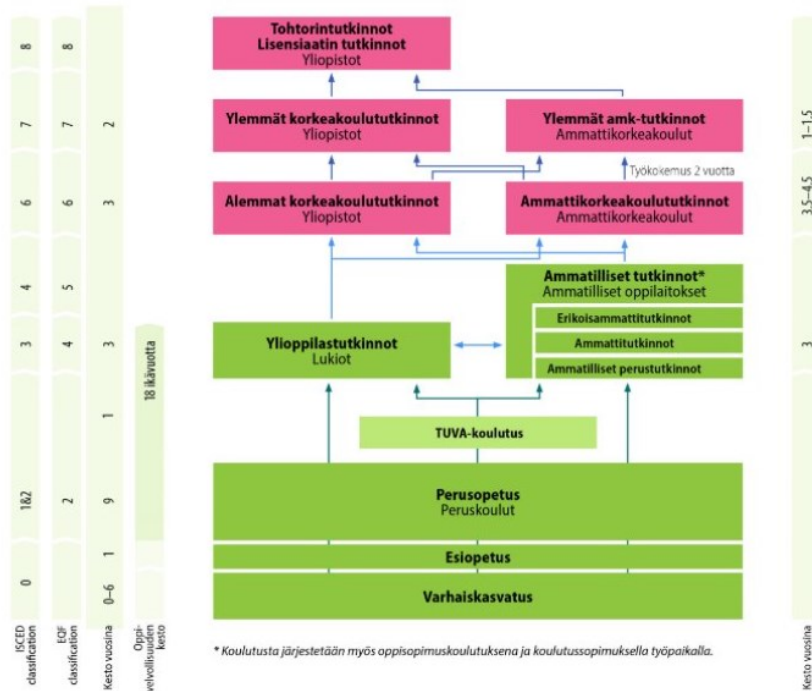 Tohtorintutkinnot
Lisensiaatin tutkinnot
Yliopistot
Ylemmät korkeakoulututkinnot
Yliopistot
Ylemmät amk-tutkinnot
Ammattikorkeakoulut
Työkokemus 2 vuotta
Alemmat korkeakoulututkinnot
Yliopistot
Ammattikorkeakoulututkinnot
Ammattikorkeakoulut
Ammatilliset tutkinnot*
Ammatilliset oppilaitokset
Erikoisammattitutkinnot
Ammattitutkinnot
Ammatilliset perustutkinnot
Ylioppilastutkinnot
Lukiot
TUVA-koulutus
Perusopetus
Peruskoulut
Esiopetus
Varhaiskasvatus
* Koulutusta järjestetään myös oppisopimuskoulutuksena ja koulutussopimuksella työpaikalla.
8
7
6
4
3
1&2
0
ISCED
classification
8
7
6
5
4
2
EQF
classification
2
3
3
1
9
1
0–6
Kesto vuosina
18 ikävuotta
Oppi-
velvollisuuden
kesto
1–1.5
3.5–4.5
3
Kesto vuosina